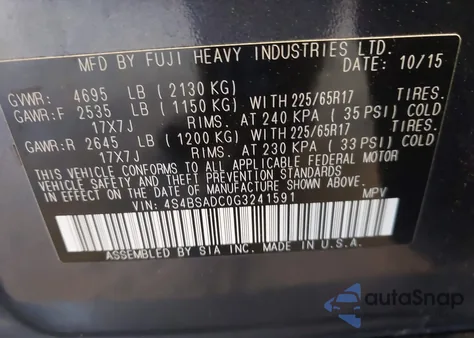 MFD BY FUJI HEAVY INDUSTRIES LTD.
DATE: 10/15
GVWR: 4695 LB (2130 KG)
GAWR:F 2535 LB (1150 KG) WITH 225/65R17 TIRES.
17X7J RIMS. AT 240 KPA (35 PSI) COLD
GAWR:R 2645 LB (1200 KG) WITH 225/65R17 TIRES.
17X7J RIMS. AT 230 KPA (33 PSI) COLD
THIS VEHICLE CONFORMS TO ALL APPLICABLE FEDERAL MOTOR
VEHICLE SAFETY AND THEFT PREVENTION STANDARDS
IN EFFECT ON THE DATE OF MANUFACTURE SHOWN ABOVE.
VIN: 4S4BSADC0G3241591 MPV
ASSEMBLED BY SIA INC. MADE IN U.S.A.
autoSnap